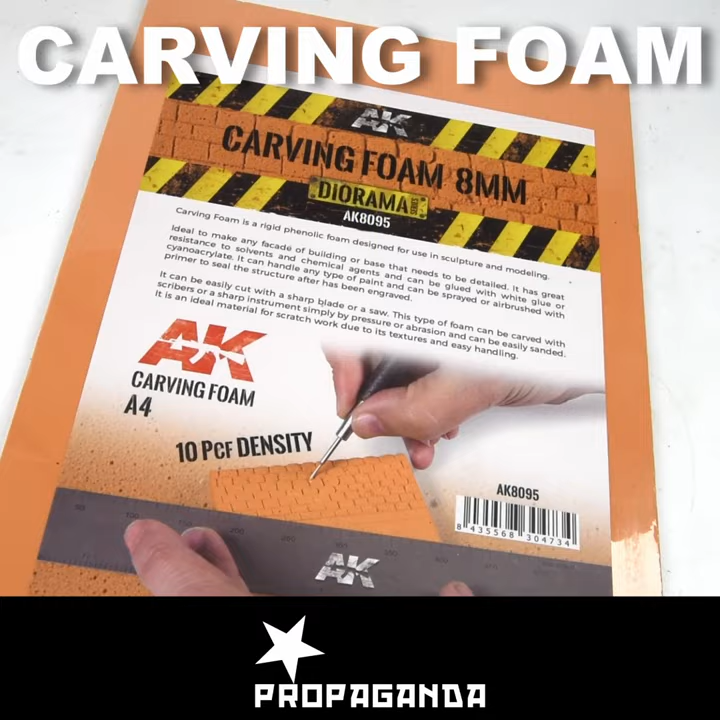 CARVING FOAM
AK
CARVING FOAM 8MM
DIORAMA SERIES
AK8095
Carving Foam is a rigid phenolic foam designed for use in sculpture and modeling.
Ideal to make any facade of building or base that needs to be detailed. It has great
resistance to solvents and chemical agents and can be glued with white glue or
cyanoacrylate. It can handle any type of paint and can be sprayed or airbrushed with
primer to seal the structure after has been engraved.
It can be easily cut with a sharp blade or a saw. This type of foam can be carved with
scribers or a sharp instrument simply by pressure or abrasion and can be easily sanded.
It is an ideal material for scratch work due to its textures and easy handling.
AK
CARVING FOAM
A4
10 PCF DENSITY
AK8095
8 435568 304734
AK
PROPAGANDA